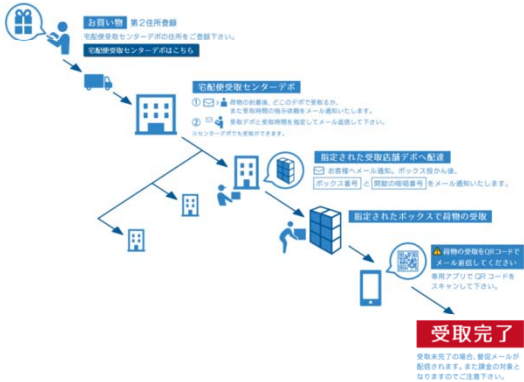 お買い物 第2住所登録
宅配便受取センターデポの住所をご登録下さい。
宅配便受取センターデポはこちら
宅配便受取センターデポ
① 荷物の到着後、どこのデポで受取るか、
また受取時間の指示依頼をメール通知いたします。
② 受取デポと受取時間を指定してメール返信して下さい。
※センターデポでも受取ができます。
指定された受取店舗デポへ配達
お客様へメール通知。ボックス投かん後、
ボックス番号 と 開錠の暗唱番号 をメール通知いたします。
指定されたボックスで荷物の受取
荷物の受取をQRコードで
メール返信してください
専用アプリでQRコードを
スキャンして下さい。
受取完了
受取未完了の場合、督促メールが
配信されます。また課金の対象と
なりますのでご注意下さい。